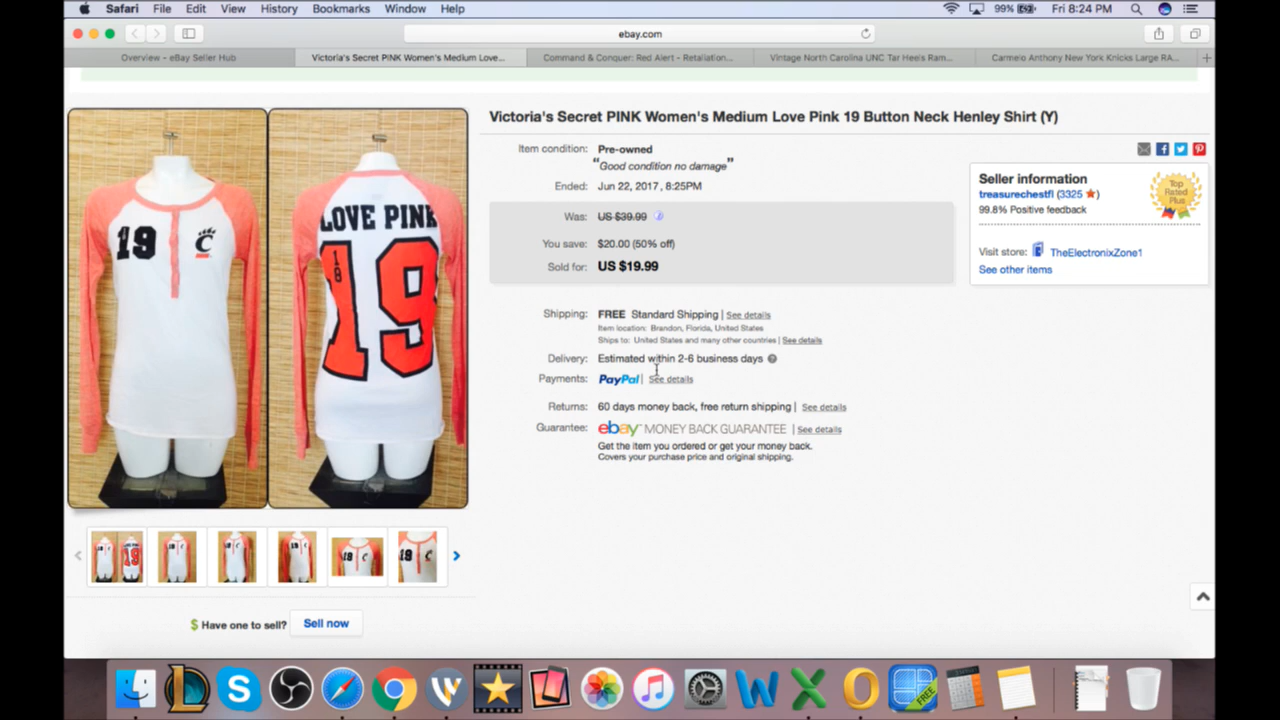 Safari File Edit View History Bookmarks Window Help 99% Fri 8:24 PM
ebay.com
Overview - eBay Seller Hub Victoria's Secret PINK Women's Medium Love... Command & Conquer: Red Alert - Retaliation... Vintage North Carolina UNC Tar Heels Ram... Carmelo Anthony New York Knicks Large RA...
Victoria's Secret PINK Women's Medium Love Pink 19 Button Neck Henley Shirt (Y)
Item condition: Pre-owned
"Good condition no damage"
Ended: Jun 22, 2017, 8:25PM
Was: US $39.99
You save: $20.00 (50% off)
Sold for: US $19.99
Shipping: FREE Standard Shipping | See details
Item location: Brandon, Florida, United States
Ships to: United States and many other countries | See details
Delivery: Estimated within 2-6 business days
Payments: PayPal | See details
Returns: 60 days money back, free return shipping | See details
Guarantee: ebay MONEY BACK GUARANTEE | See details
Get the item you ordered or get your money back.
Covers your purchase price and original shipping.
Seller information
treasurechestfl (3325)
99.8% Positive feedback
Top
Rated
Plus
Visit store: TheElectronixZone1
See other items
19 C
LOVE PINK
18
19
Have one to sell? Sell now
FREE